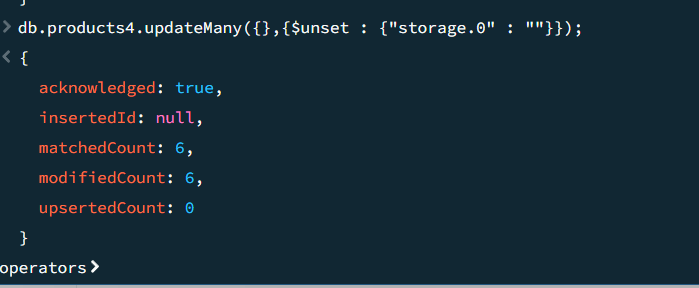 > db.products4.updateMany({},{$unset : {"storage.0" : ""}});
< {
acknowledged: true,
insertedId: null,
matchedCount: 6,
modifiedCount: 6,
upsertedCount: 0
}
operators>